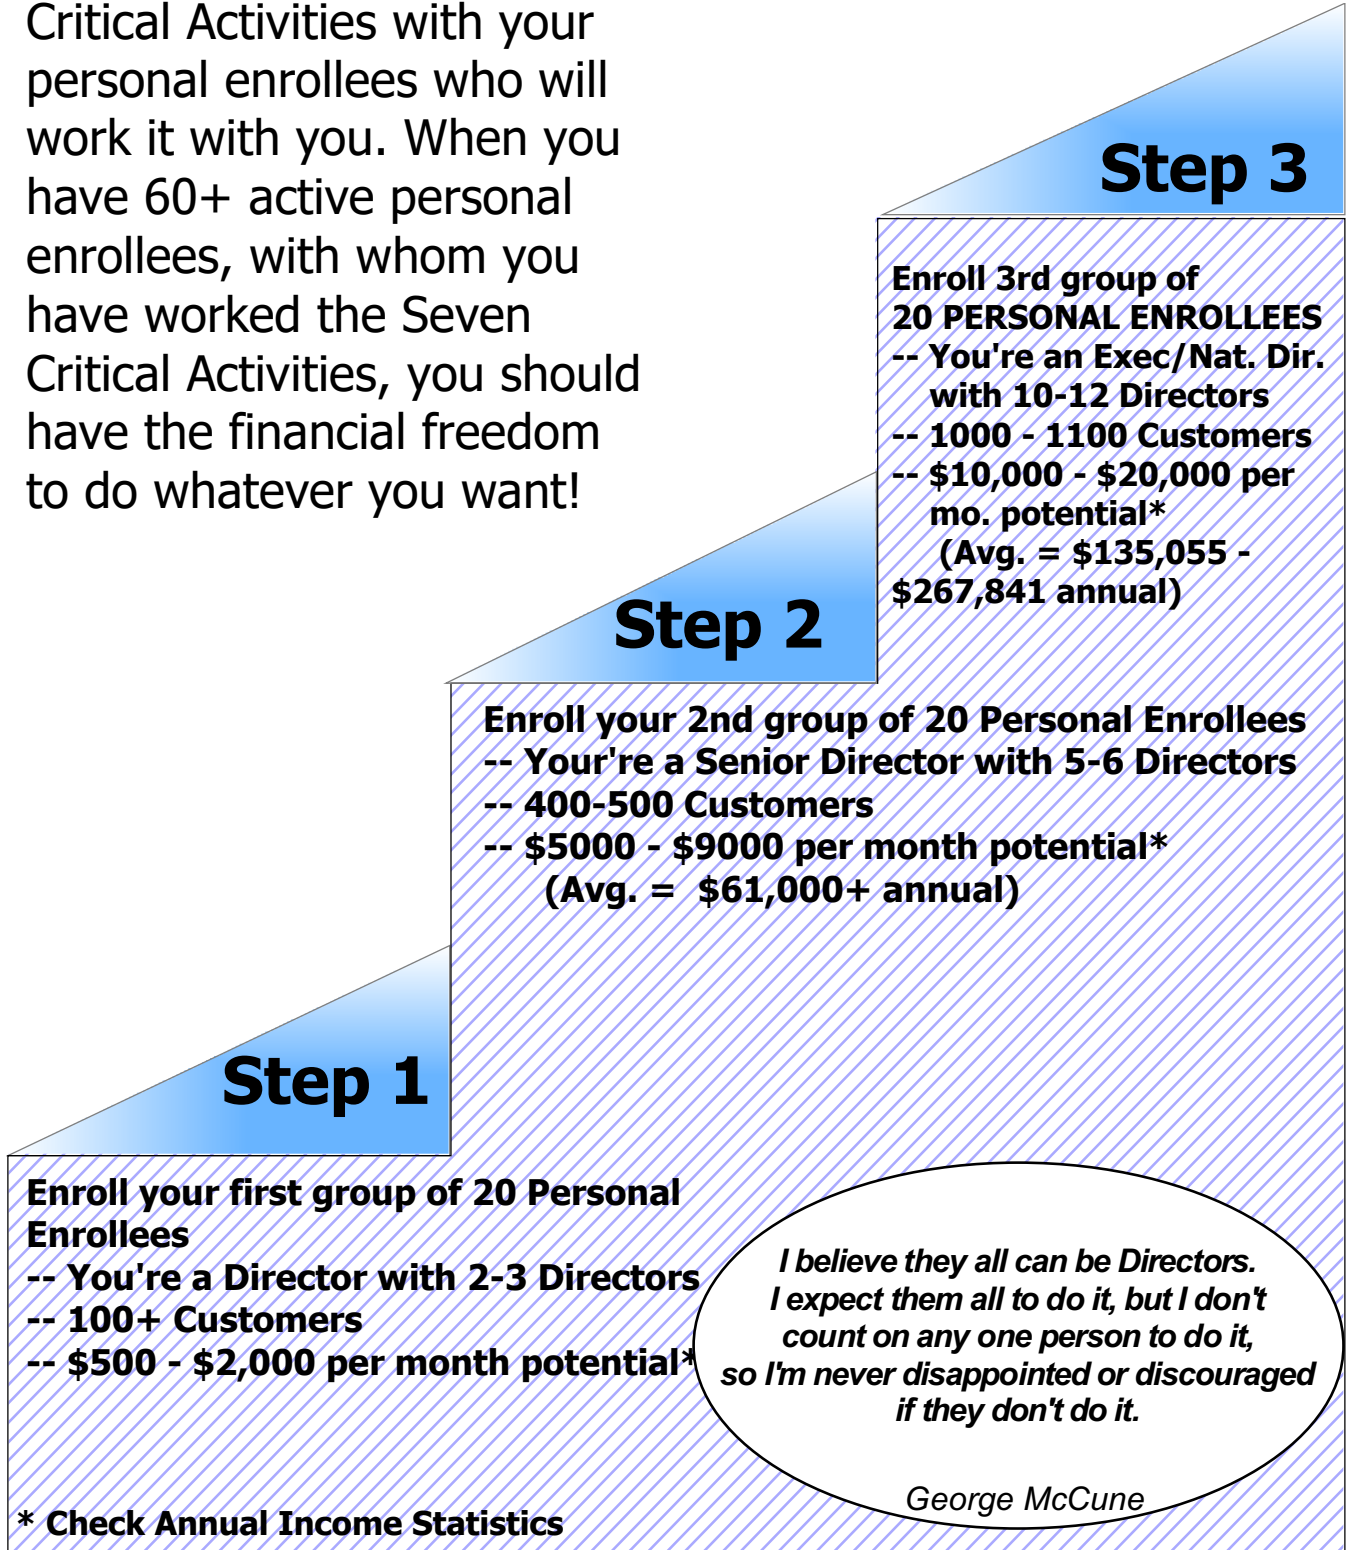 Critical Activities with your
personal enrollees who will
work it with you. When you
have 60+ active personal
enrollees, with whom you
have worked the Seven
Critical Activities, you should
have the financial freedom
to do whatever you want!
Step 3
Enroll 3rd group of
20 PERSONAL ENROLLEES
-- You're an Exec/Nat. Dir.
with 10-12 Directors
-- 1000 - 1100 Customers
-- $10,000 - $20,000 per
mo. potential*
(Avg. = $135,055 -
$267,841 annual)
Step 2
Enroll your 2nd group of 20 Personal Enrollees
-- Your're a Senior Director with 5-6 Directors
-- 400-500 Customers
-- $5000 - $9000 per month potential*
(Avg. =  $61,000+ annual)
Step 1
Enroll your first group of 20 Personal
Enrollees
-- You're a Director with 2-3 Directors
-- 100+ Customers
-- $500 - $2,000 per month potential*
I believe they all can be Directors.
I expect them all to do it, but I don't
count on any one person to do it,
so I'm never disappointed or discouraged
if they don't do it.
George McCune
* Check Annual Income Statistics